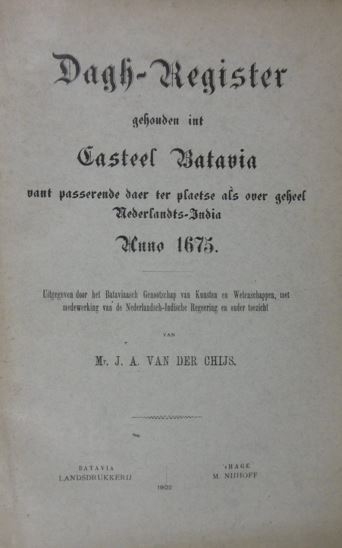 Dagh-Register
gehouden int
Casteel Batavia
vant passerende daer ter plaetse als over geheel
Nederlandts-India
Anno 1675.
Uitgegeven door het Bataviaasch Genootschap van Kunsten en Wetenschappen, met
medewerking van de Nederlandsch-Indische Regeering en onder toezicht
VAN
Mr. J. A. VAN DER CHIJS.
BATAVIA
LANDSDRUKKERIJ
'sHAGE
M. NIJHOFF
1902